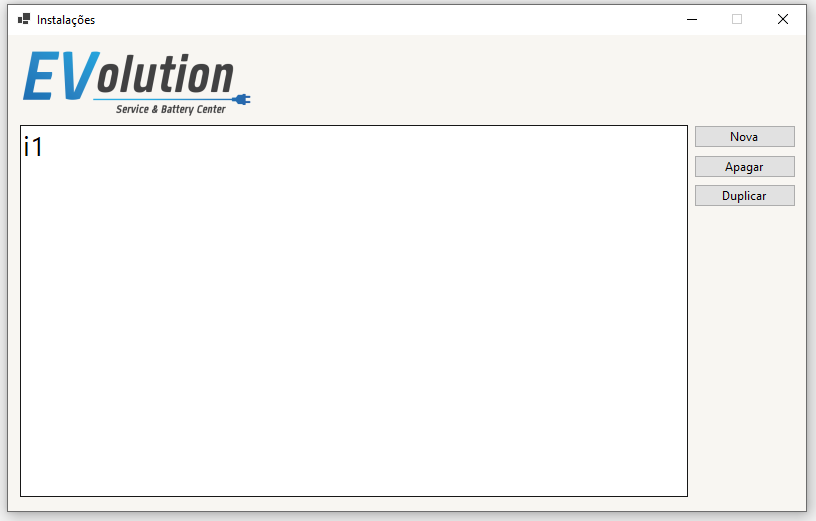 Instalações
EVolution
Service & Battery Center
i1
Nova
Apagar
Duplicar